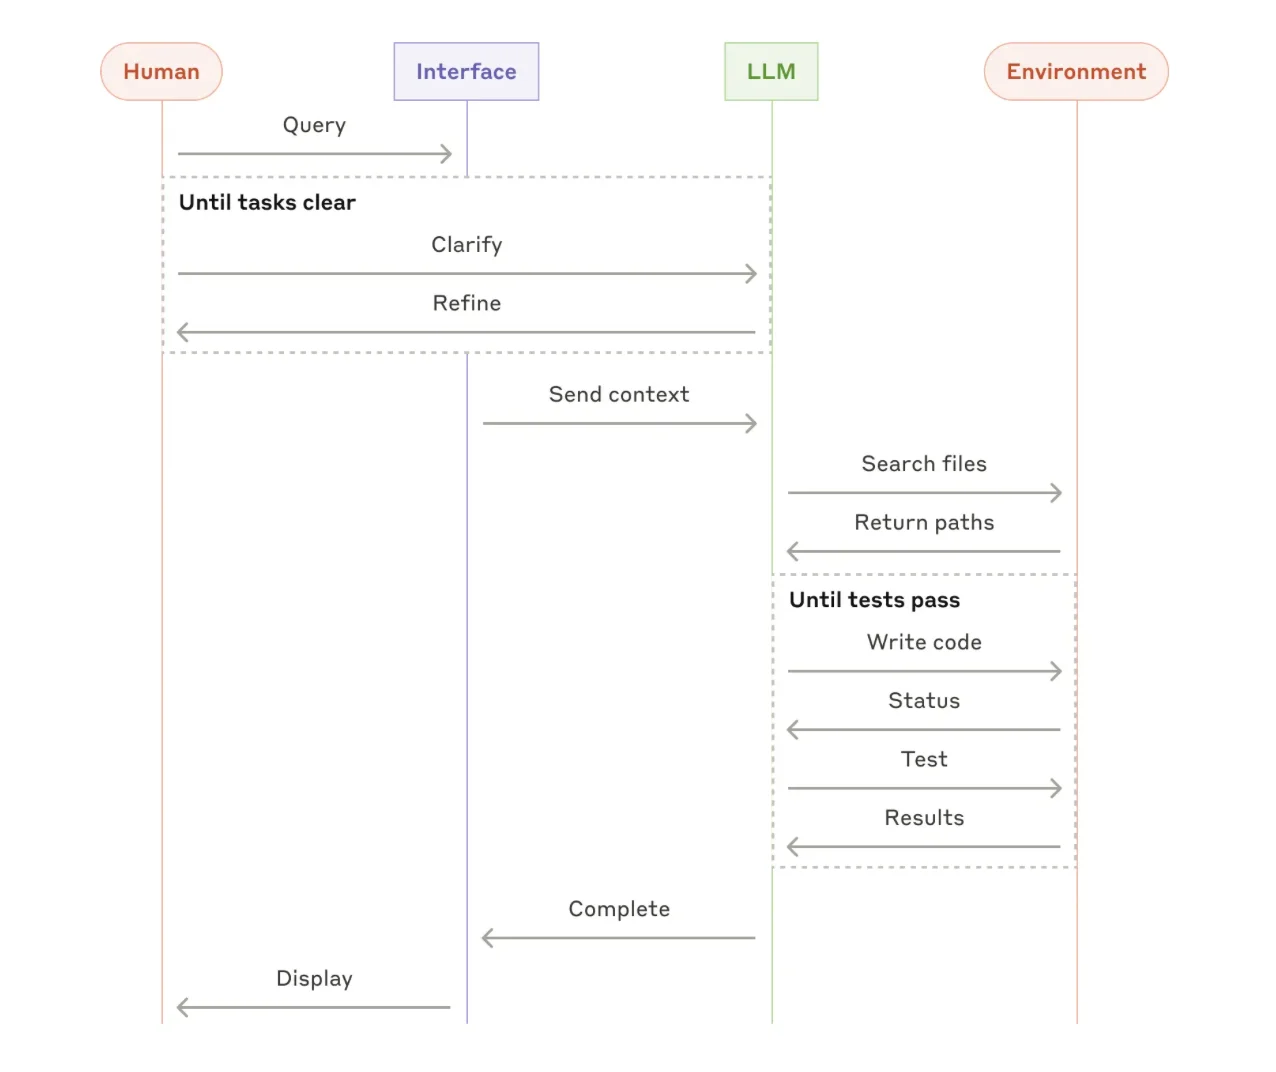 Human
Interface
LLM
Environment
Query
Until tasks clear
Clarify
Refine
Send context
Search files
Return paths
Until tests pass
Write code
Status
Test
Results
Complete
Display